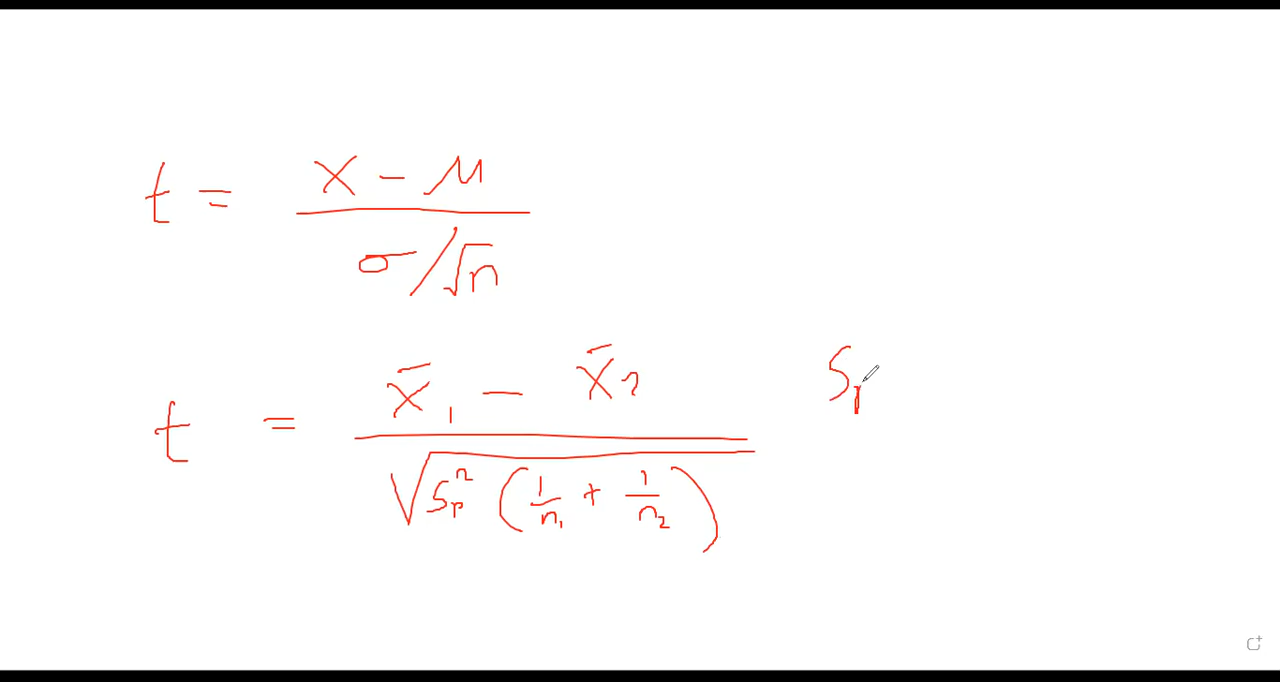 t = (X - μ) / (σ/√n)
t = (x̄₁ - x̄₂) / √(Sₚ² (1/n₁ + 1/n₂))
Sₚ